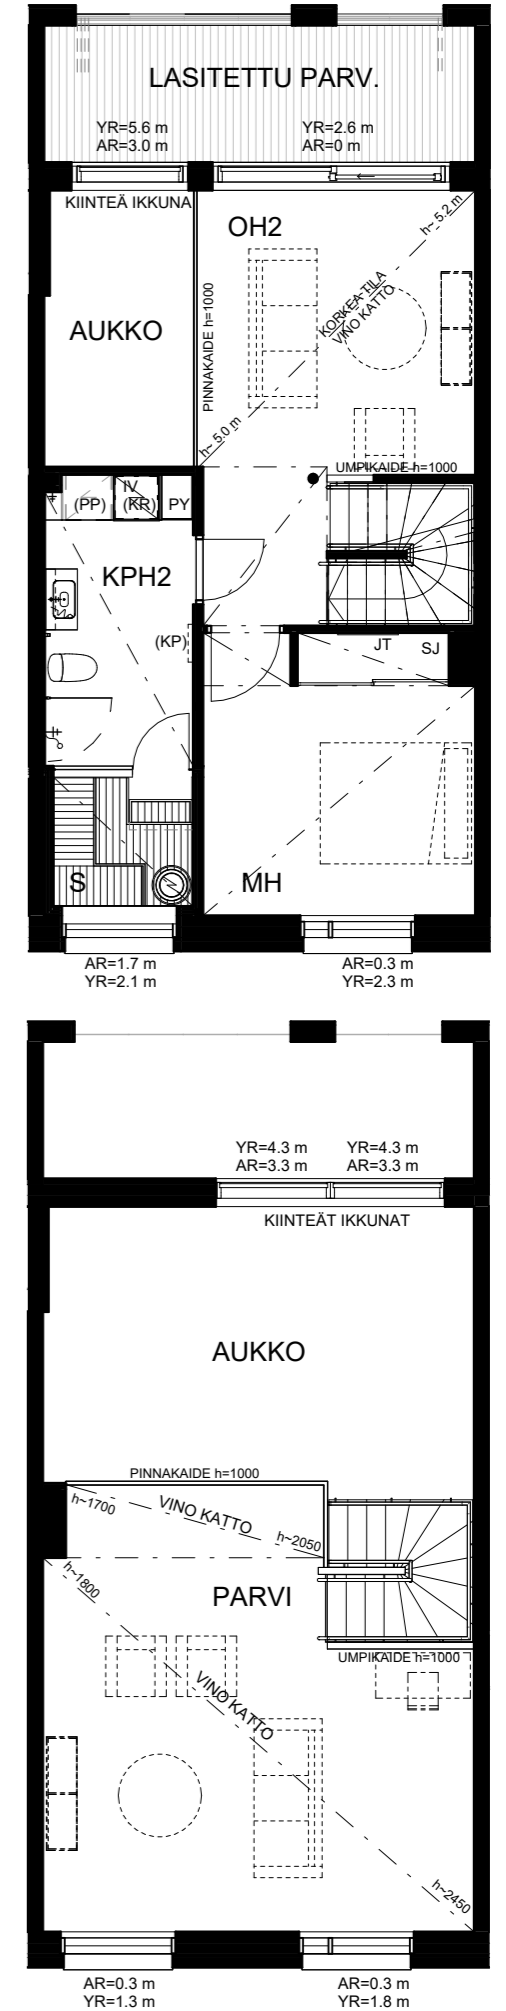 LASITETTU PARV.
YR=5.6 m
AR=3.0 m
YR=2.6 m
AR=0 m
KIINTEÄ IKKUNA
OH2
h~ 5.2 m
KORKEA TILA
VINO KATTO
PINNAKAIDE h=1000
AUKKO
h~ 5.0 m
UMPIKAIDE h=1000
(PP)
IV
(KR)
PY
KPH2
(KP)
JT
SJ
S
MH
AR=1.7 m
YR=2.1 m
AR=0.3 m
YR=2.3 m
YR=4.3 m
AR=3.3 m
YR=4.3 m
AR=3.3 m
KIINTEÄT IKKUNAT
AUKKO
PINNAKAIDE h=1000
h~1700
VINO KATTO
h~2050
h~1800
PARVI
UMPIKAIDE h=1000
VINO KATTO
h~2450
AR=0.3 m
YR=1.3 m
AR=0.3 m
YR=1.8 m